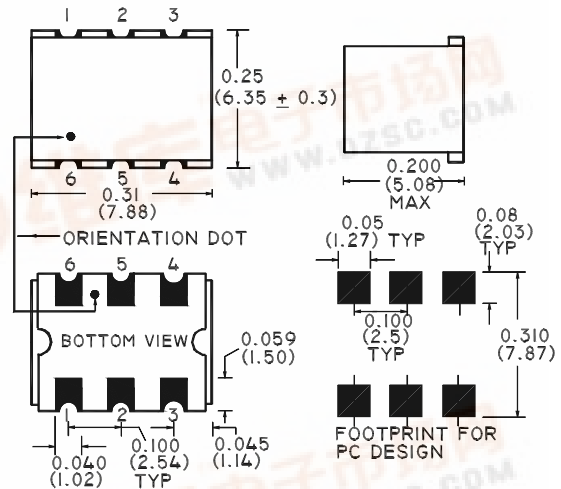 1 2 3
0.25
(6.35 ± 0.3)
6 5 4
0.31
(7.88)
0.200
(5.08)
MAX
ORIENTATION DOT
0.05
(1.27) TYP
0.08
(2.03)
TYP
6 5 4
BOTTOM VIEW
0.059
(1.50)
0.100
(2.5)
TYP
0.310
(7.87)
1 2 3
0.040
(1.02)
0.100
(2.54)
TYP
0.045
(1.14)
FOOTPRINT FOR
PC DESIGN
WWW.DZSC.COM